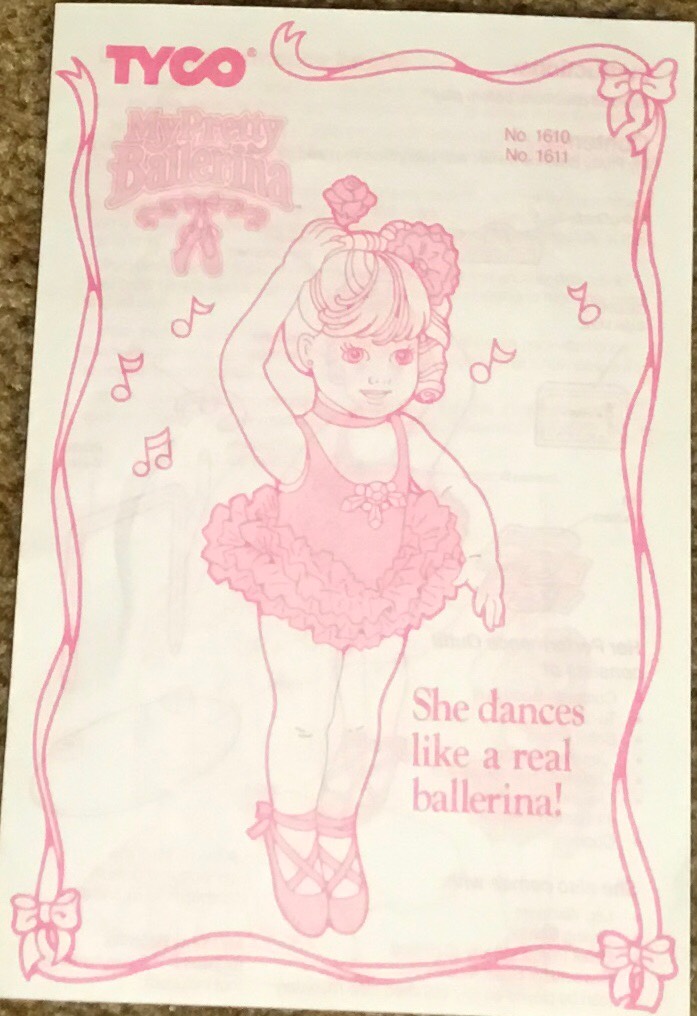 TYCO®
My Pretty
Ballerina
No. 1610
No. 1611
She dances
like a real
ballerina!